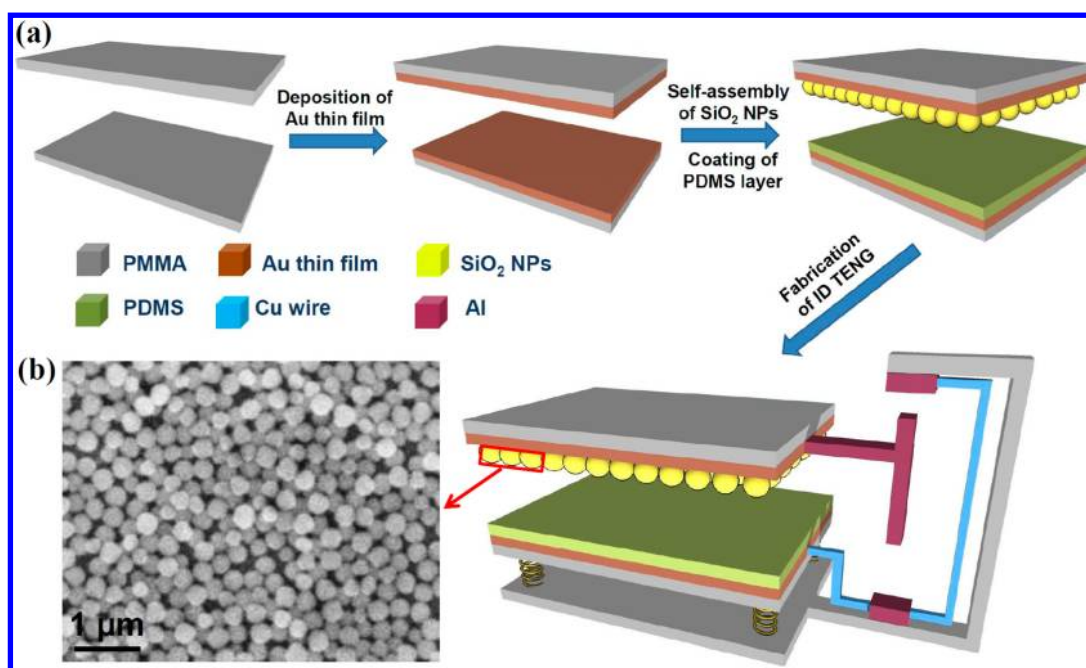 (a)
Deposition of
Au thin film
Self-assembly
of SiO₂ NPs
Coating of
PDMS layer
PMMA
Au thin film
SiO₂ NPs
PDMS
Cu wire
Al
Fabrication
of ID TENG
(b)
1 µm